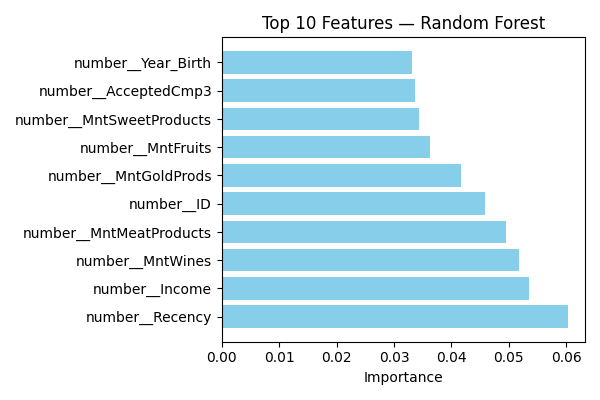 Top 10 Features — Random Forest
number__Year_Birth
number__AcceptedCmp3
number__MntSweetProducts
number__MntFruits
number__MntGoldProds
number__ID
number__MntMeatProducts
number__MntWines
number__Income
number__Recency
0.00 0.01 0.02 0.03 0.04 0.05 0.06
Importance